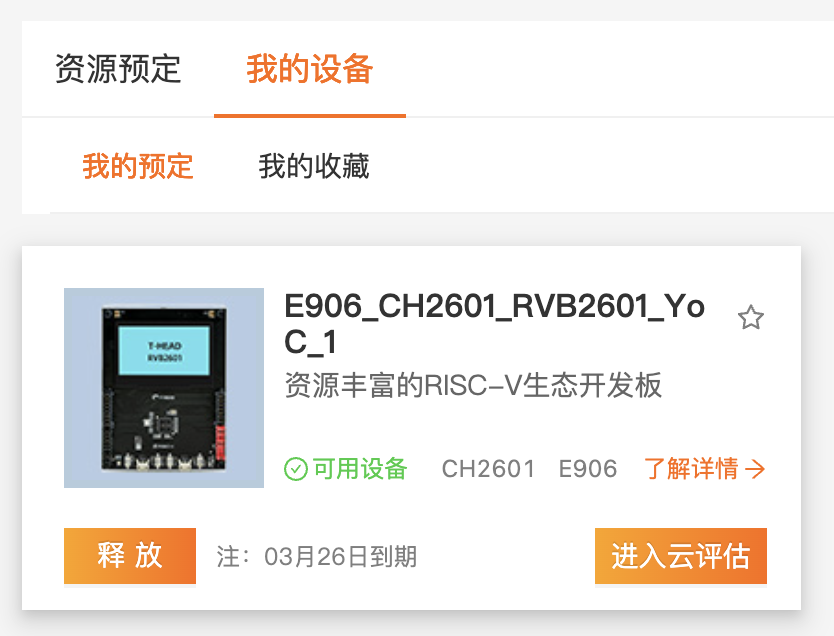 资源预定 我的设备
我的预定 我的收藏
T-HEAD
RVB2601
E906_CH2601_RVB2601_Yo
C_1
资源丰富的RISC-V生态开发板
可用设备 CH2601 E906 了解详情
释 放 注：03月26日到期 进入云评估